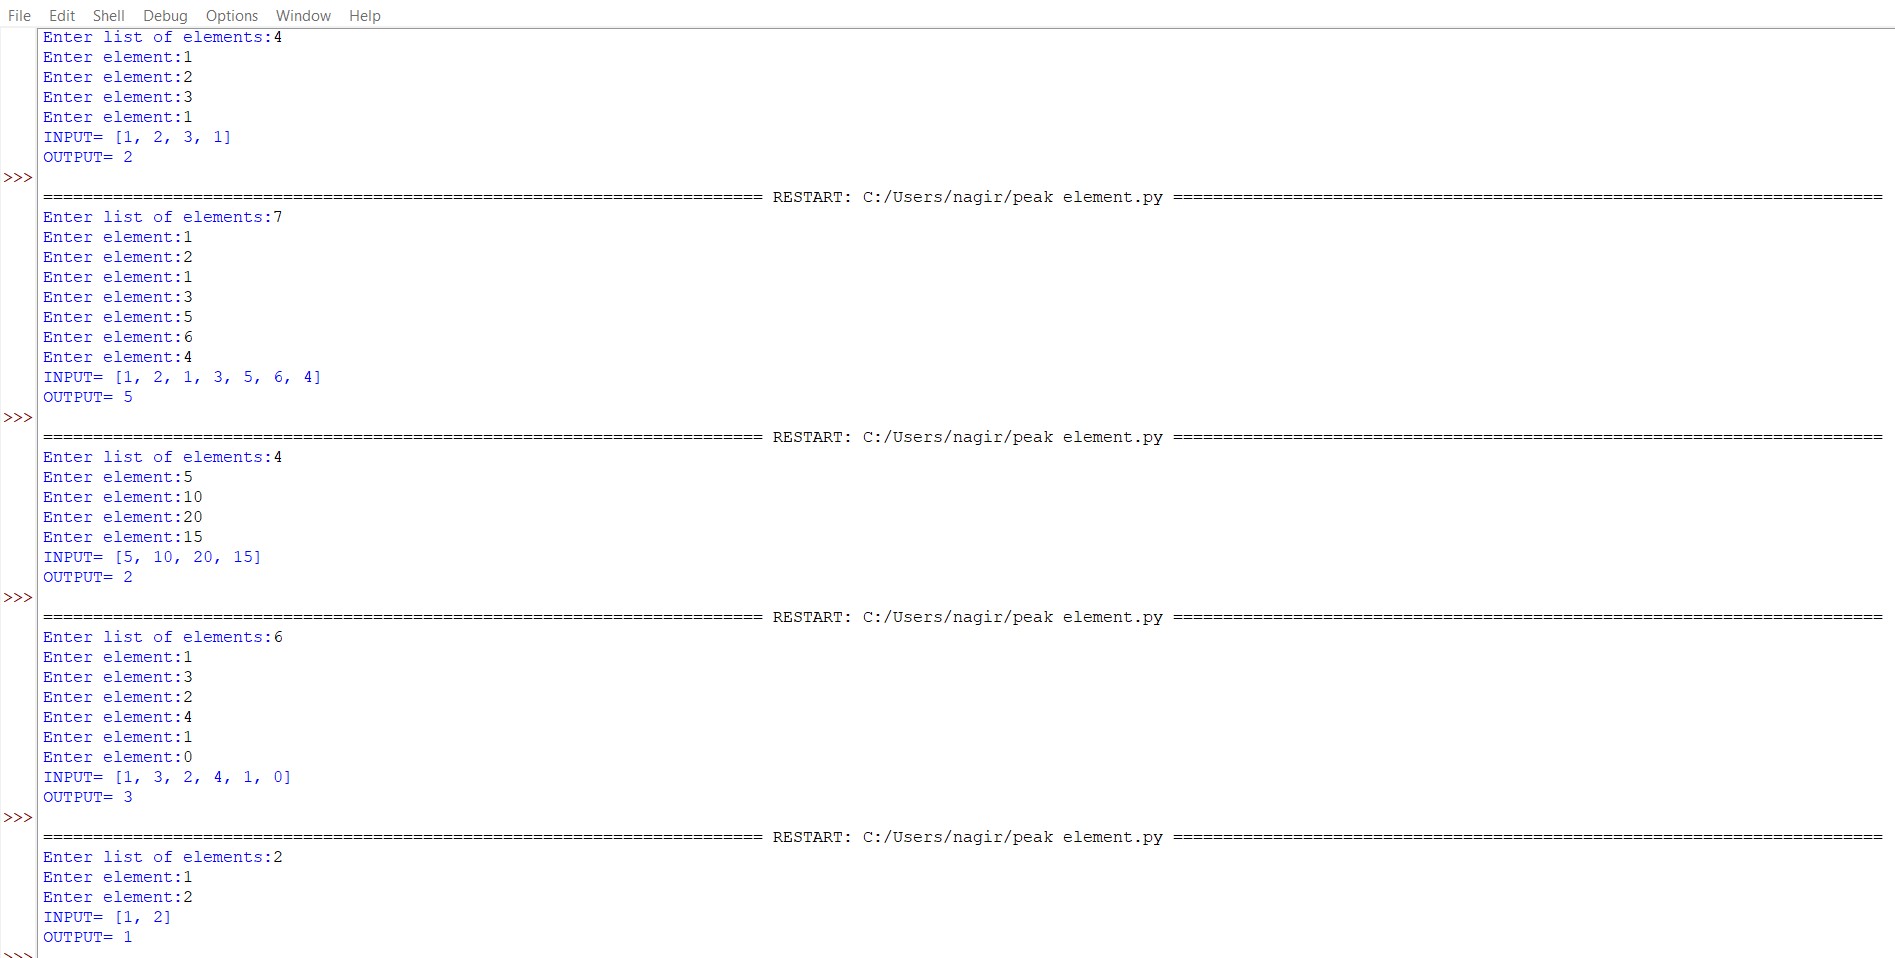 File Edit Shell Debug Options Window Help
Enter list of elements:4
Enter element:1
Enter element:2
Enter element:3
Enter element:1
INPUT= [1, 2, 3, 1]
OUTPUT= 2
>>>
======================================================================== RESTART: C:/Users/nagir/peak element.py =======================================================================
Enter list of elements:7
Enter element:1
Enter element:2
Enter element:1
Enter element:3
Enter element:5
Enter element:6
Enter element:4
INPUT= [1, 2, 1, 3, 5, 6, 4]
OUTPUT= 5
>>>
======================================================================== RESTART: C:/Users/nagir/peak element.py =======================================================================
Enter list of elements:4
Enter element:5
Enter element:10
Enter element:20
Enter element:15
INPUT= [5, 10, 20, 15]
OUTPUT= 2
>>>
======================================================================== RESTART: C:/Users/nagir/peak element.py =======================================================================
Enter list of elements:6
Enter element:1
Enter element:3
Enter element:2
Enter element:4
Enter element:1
Enter element:0
INPUT= [1, 3, 2, 4, 1, 0]
OUTPUT= 3
>>>
======================================================================== RESTART: C:/Users/nagir/peak element.py =======================================================================
Enter list of elements:2
Enter element:1
Enter element:2
INPUT= [1, 2]
OUTPUT= 1
>>>